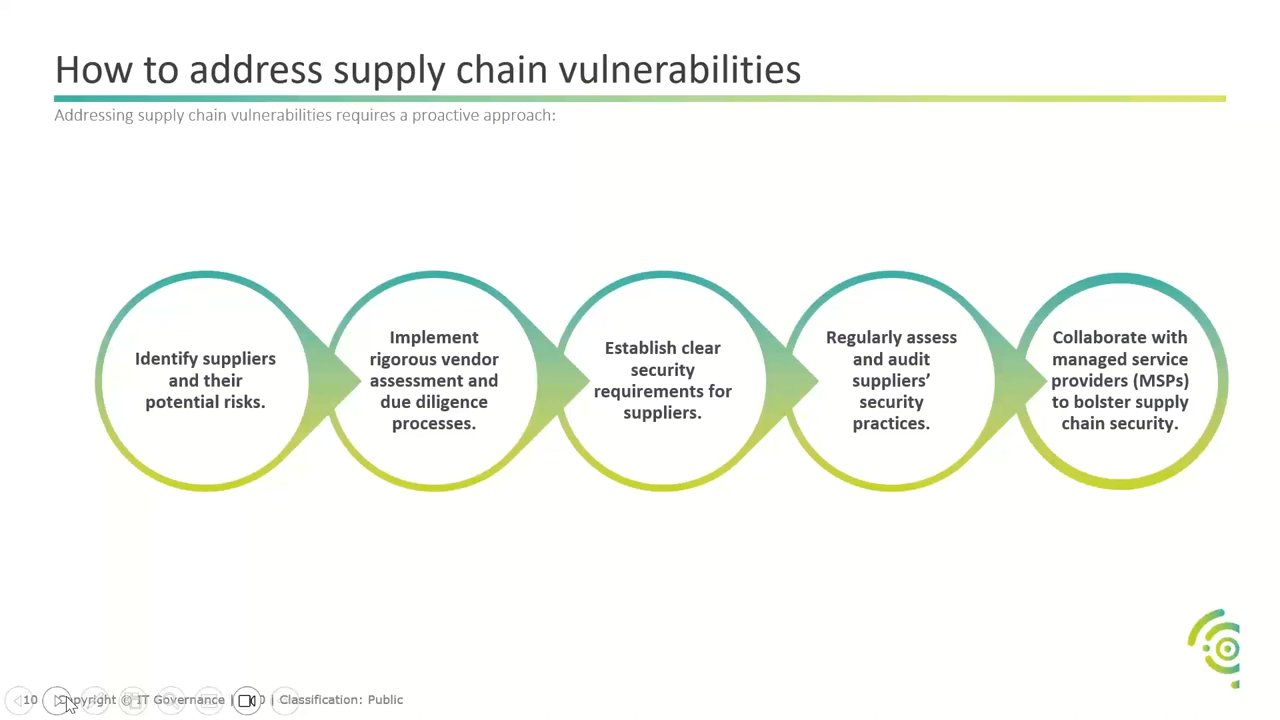 How to address supply chain vulnerabilities
Addressing supply chain vulnerabilities requires a proactive approach:
Identify suppliers
and their
potential risks.
Implement
rigorous vendor
assessment and
due diligence
processes.
Establish clear
security
requirements for
suppliers.
Regularly assess
and audit
suppliers’
security
practices.
Collaborate with
managed service
providers (MSPs)
to bolster supply
chain security.
10 Copyright © IT Governance | | Classification: Public